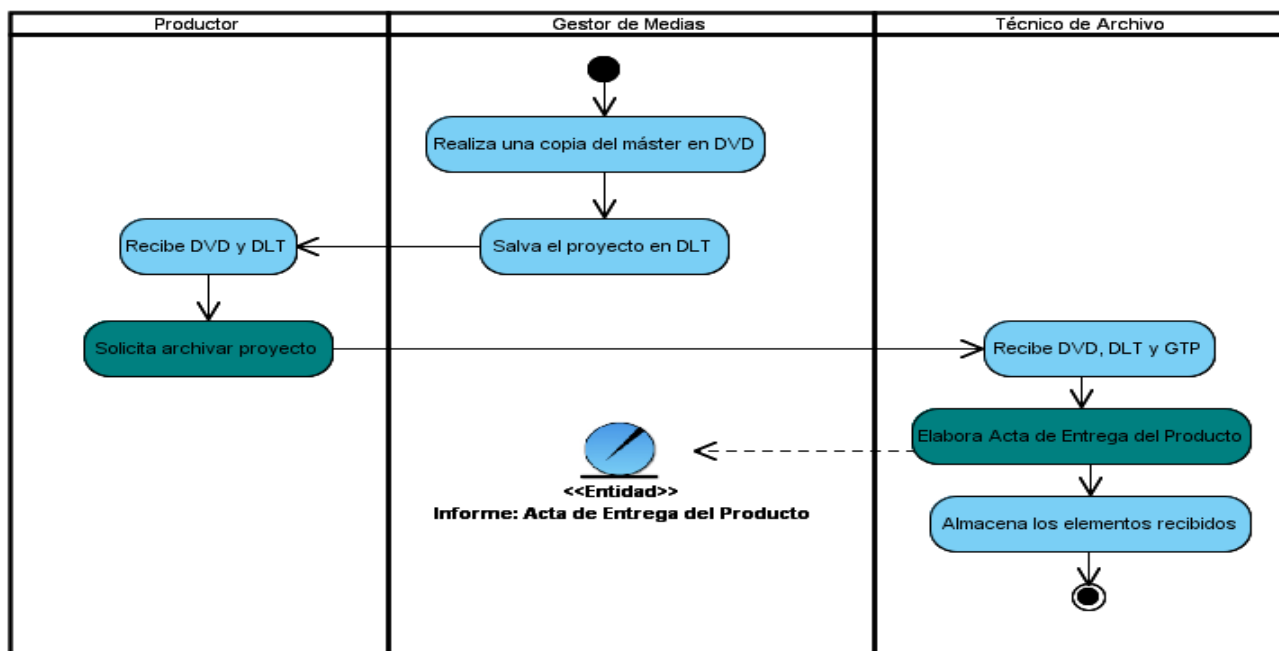 Productor
Gestor de Medias
Técnico de Archivo
Realiza una copia del máster en DVD
Recibe DVD y DLT
Salva el proyecto en DLT
Solicita archivar proyecto
Recibe DVD, DLT y GTP
Elabora Acta de Entrega del Producto
<<Entidad>>
Informe: Acta de Entrega del Producto
Almacena los elementos recibidos